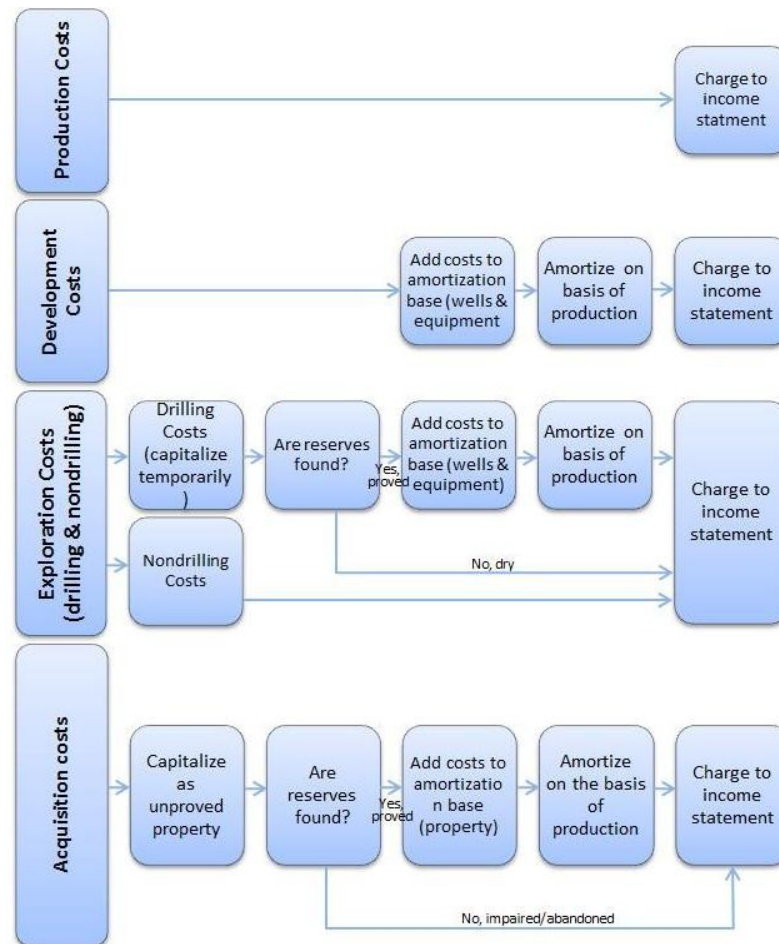 Production Costs
Charge to
income
statment
Development
Costs
Add costs to
amortization
base (wells &
equipment
Amortize on
basis of
production
Charge to
income
statement
Exploration Costs
(drilling & nondrilling)
Drilling
Costs
(capitalize
temporarily
)
Are reserves
found?
Yes,
proved
Add costs to
amortization
base (wells &
equipment)
Amortize on
basis of
production
Charge to
income
statement
No, dry
Nondrilling
Costs
Acquisition costs
Capitalize
as
unproved
property
Are
reserves
found?
Yes,
proved
Add costs to
amortizatio
n base
(property)
Amortize
on the basis
of
production
Charge to
income
statement
No, impaired/abandoned